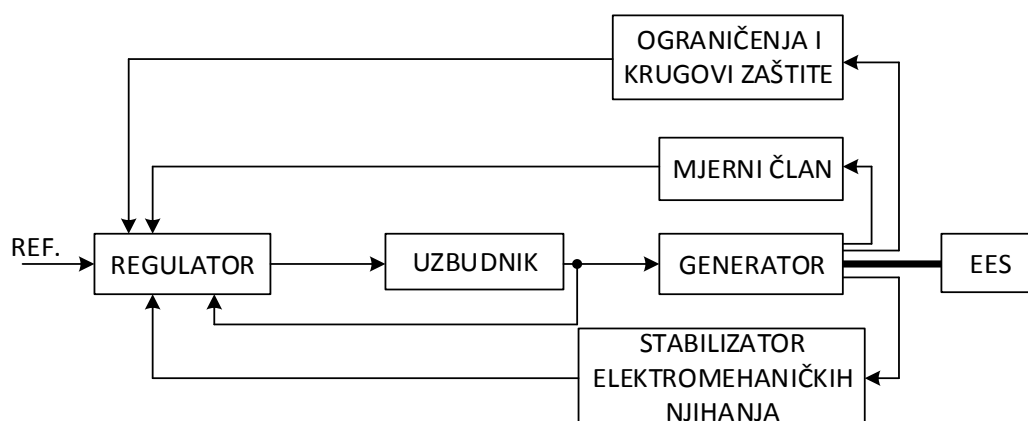 OGRANIČENJA I
KRUGOVI ZAŠTITE
MJERNI ČLAN
REF.
REGULATOR
UZBUDNIK
GENERATOR
EES
STABILIZATOR
ELEKTROMEHANIČKIH
NJIHANJA